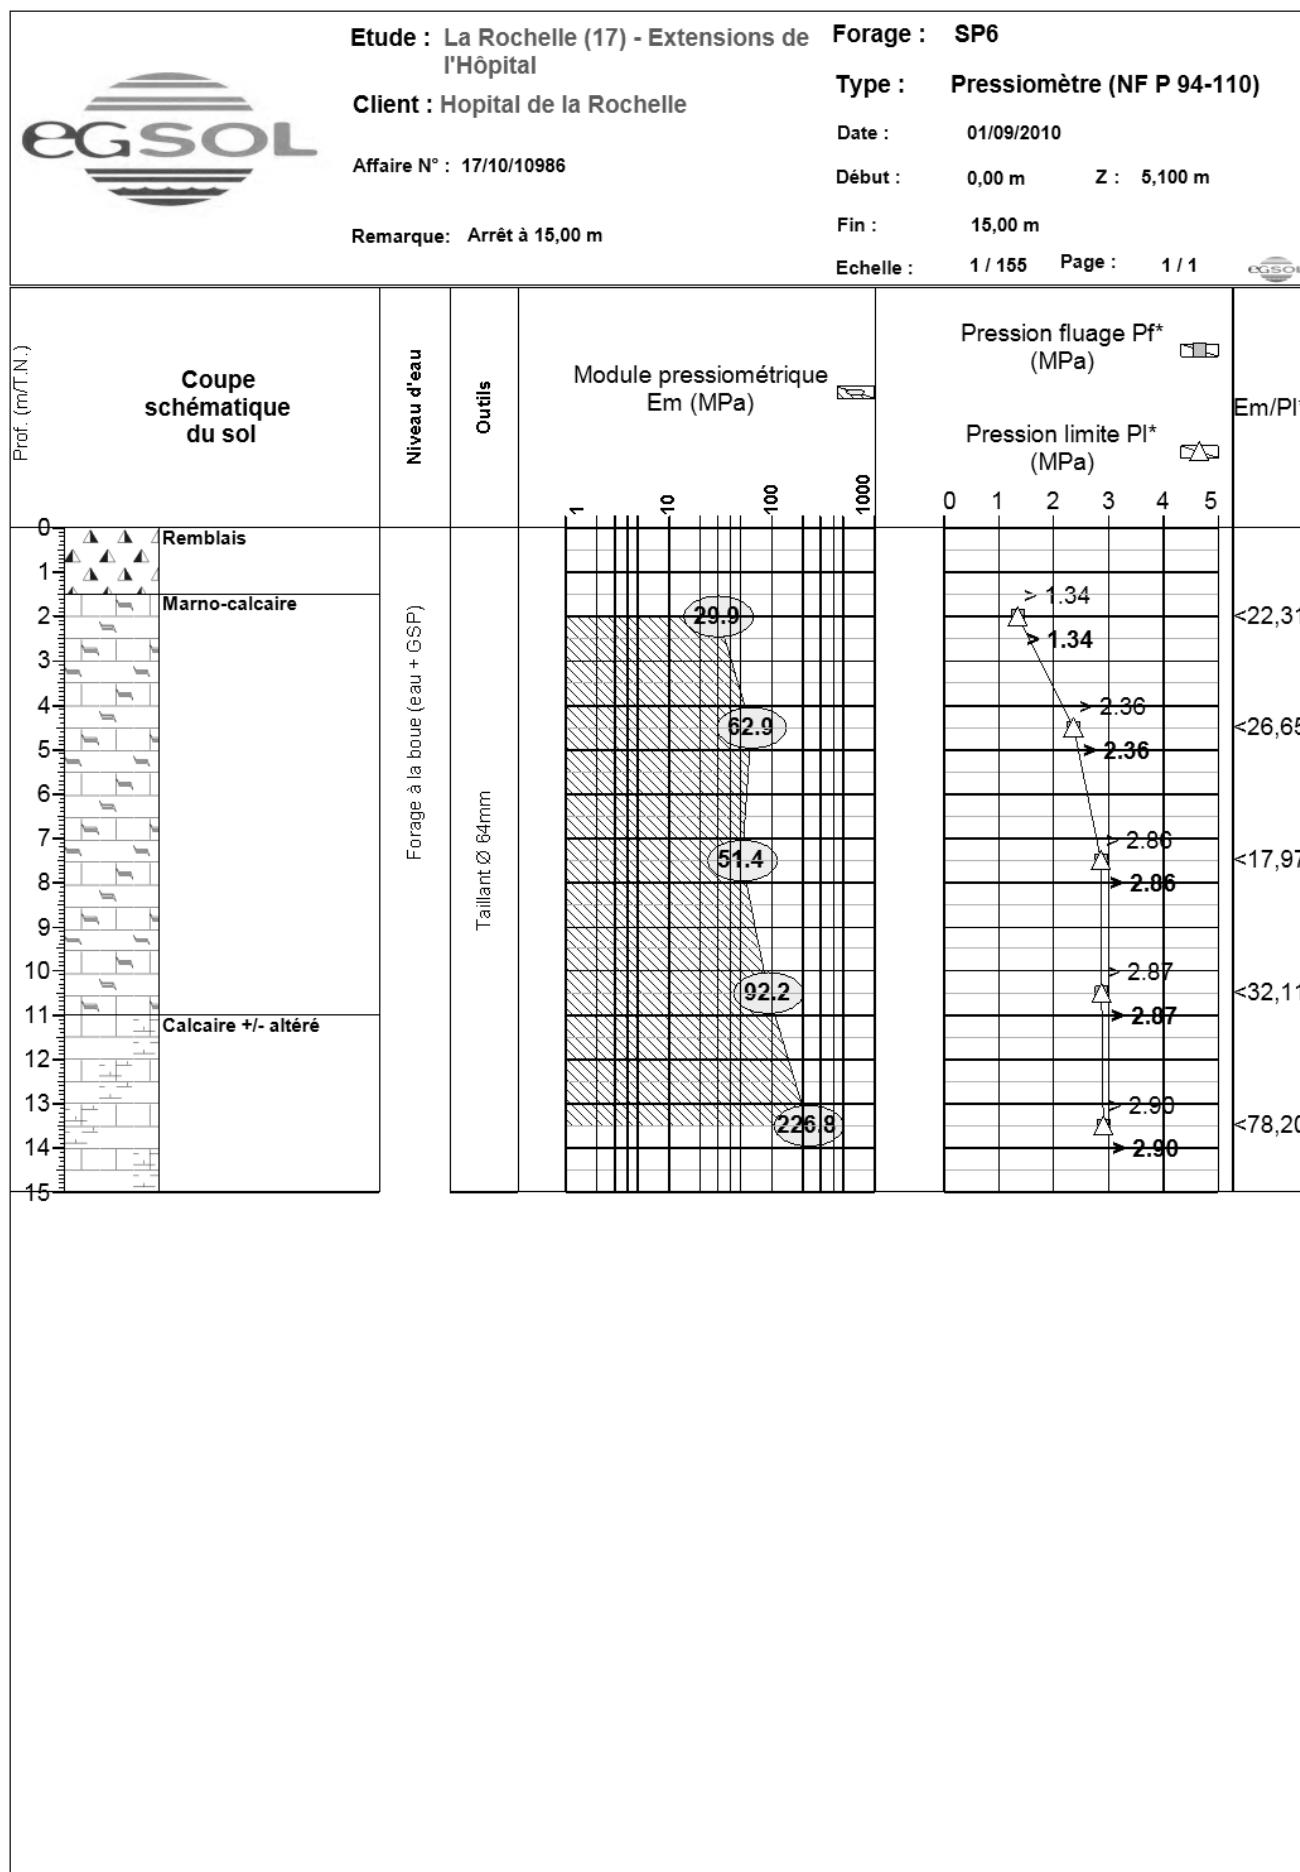 eGSOL
Etude : La Rochelle (17) - Extensions de
l'Hôpital
Client : Hopital de la Rochelle
Affaire N° : 17/10/10986
Remarque: Arrêt à 15,00 m
Forage : SP6
Type : Pressiomètre (NF P 94-110)
Date : 01/09/2010
Début : 0,00 m Z : 5,100 m
Fin : 15,00 m
Echelle : 1 / 155 Page : 1 / 1
eGSOL
Prof. (m/T.N.)
Coupe
schématique
du sol
Niveau d'eau
Outils
Module pressiométrique
Em (MPa)
1 10 100 1000
Pression fluage Pf*
(MPa)
Pression limite Pl*
(MPa)
0 1 2 3 4 5
Em/Pl*
0
Remblais
1
Marno-calcaire
2
3
4
5
6
7
8
9
10
11
Calcaire +/- altéré
12
13
14
15
Forage à la boue (eau + GSP)
Taillant Ø 64mm
29.9
62.9
51.4
92.2
226.8
> 1.34
> 1.34
> 2.36
> 2.36
> 2.86
> 2.86
> 2.87
> 2.87
> 2.90
> 2.90
<22,31
<26,65
<17,97
<32,11
<78,20